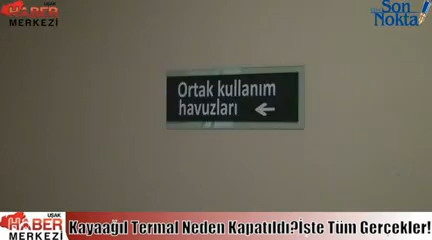 HABER
MERKEZİ
Son
Nokta
Ortak kullanım
havuzları ←
UŞAK
HABER
MERKEZİ
Kayaağıl Termal Neden Kapatıldı?İşte Tüm Gerçekler!